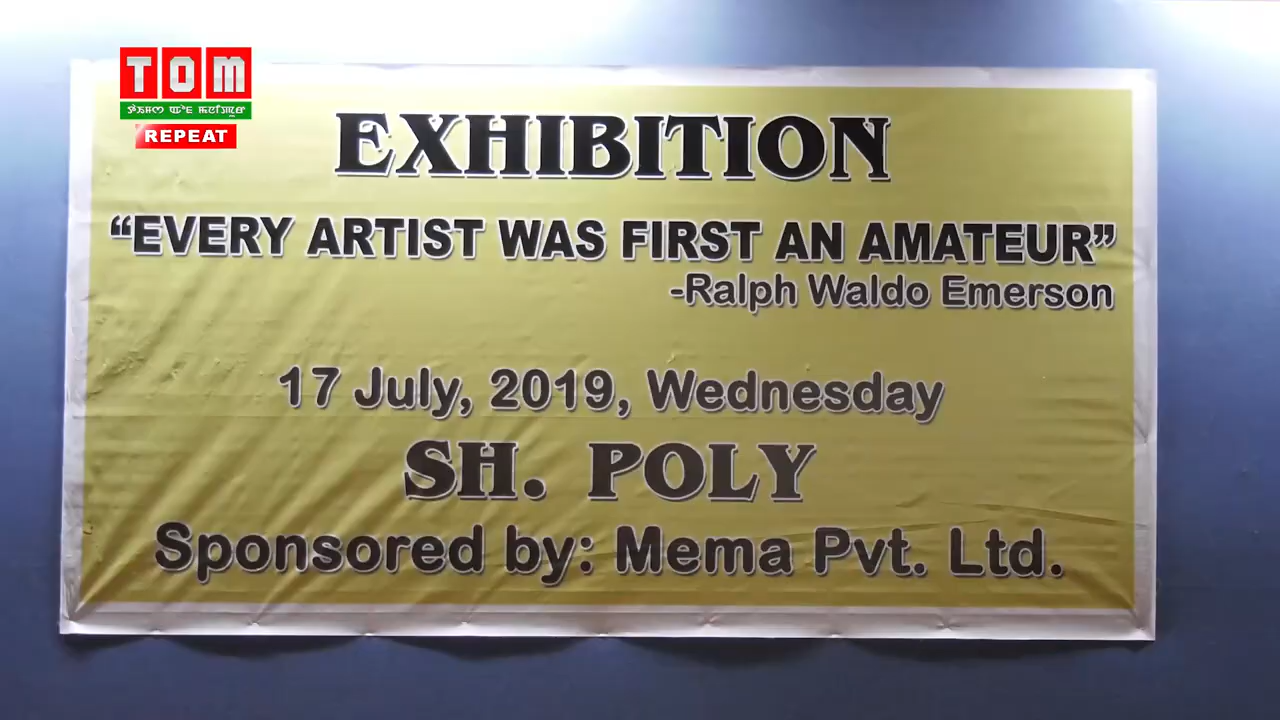 TOM
REPEAT
EXHIBITION
“EVERY ARTIST WAS FIRST AN AMATEUR”
-Ralph Waldo Emerson
17 July, 2019, Wednesday
SH. POLY
Sponsored by: Mema Pvt. Ltd.